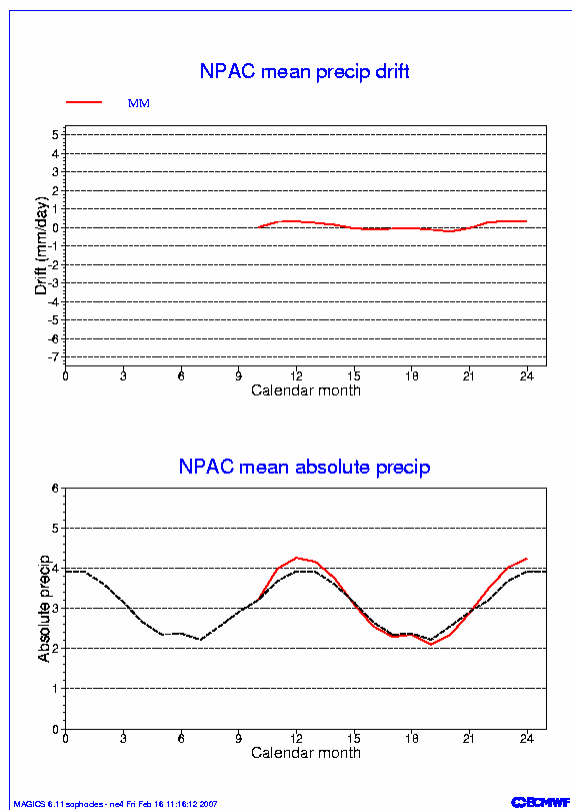 NPAC mean precip drift
MM
Drift (mm/day)
5
4
3
2
1
0
-1
-2
-3
-4
-5
-6
-7
0 3 6 9 12 15 18 21 24
Calendar month
NPAC mean absolute precip
Absolute precip
6
5
4
3
2
1
0
0 3 6 9 12 15 18 21 24
Calendar month
MAGICS 6.11 sophocles - ne4 Fri Feb 16 11:16:12 2007
ECMWF